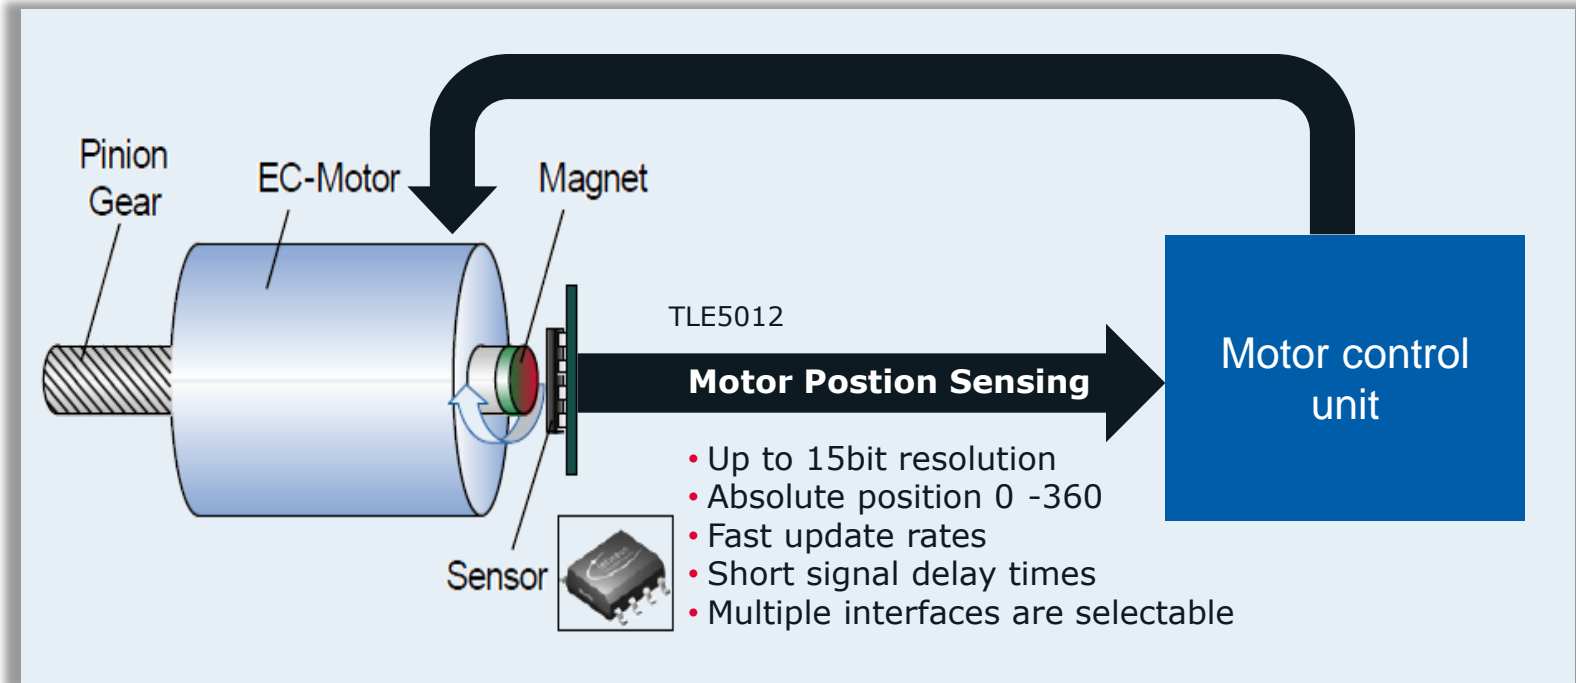 Pinion
Gear
EC-Motor
Magnet
TLE5012
Motor Postion Sensing
Motor control
unit
• Up to 15bit resolution
• Absolute position 0 -360
• Fast update rates
• Short signal delay times
• Multiple interfaces are selectable
Sensor